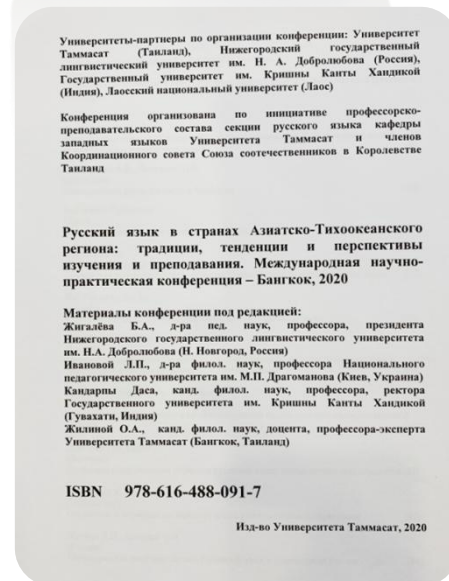 Университеты-партнеры по организации конференции: Университет
Таммасат (Таиланд), Нижегородский государственный
лингвистический университет им. Н. А. Добролюбова (Россия),
Государственный университет им. Кришны Канты Хандикой
(Индия), Лаосский национальный университет (Лаос)
Конференция организована по инициативе профессорско-
преподавательского состава секции русского языка кафедры
западных языков Университета Таммасат и членов
Координационного совета Союза соотечественников в Королевстве
Таиланд
Русский язык в странах Азиатско-Тихоокеанского
региона: традиции, тенденции и перспективы
изучения и преподавания. Международная научно-
практическая конференция – Бангкок, 2020
Материалы конференции под редакцией:
Жигалёва Б.А., д-ра пед. наук, профессора, президента
Нижегородского государственного лингвистического университета
им. Н.А. Добролюбова (Н. Новгород, Россия)
Ивановой Л.П., д-ра филол. наук, профессора Национального
педагогического университета им. М.П. Драгоманова (Киев, Украина)
Кандарпы Даса, канд. филол. наук, профессора, ректора
Государственного университета им. Кришны Канты Хандикой
(Гувахати, Индия)
Жилиной О.А., канд. филол. наук, доцента, профессора-эксперта
Университета Таммасат (Бангкок, Таиланд)
ISBN 978-616-488-091-7
Изд-во Университета Таммасат, 2020